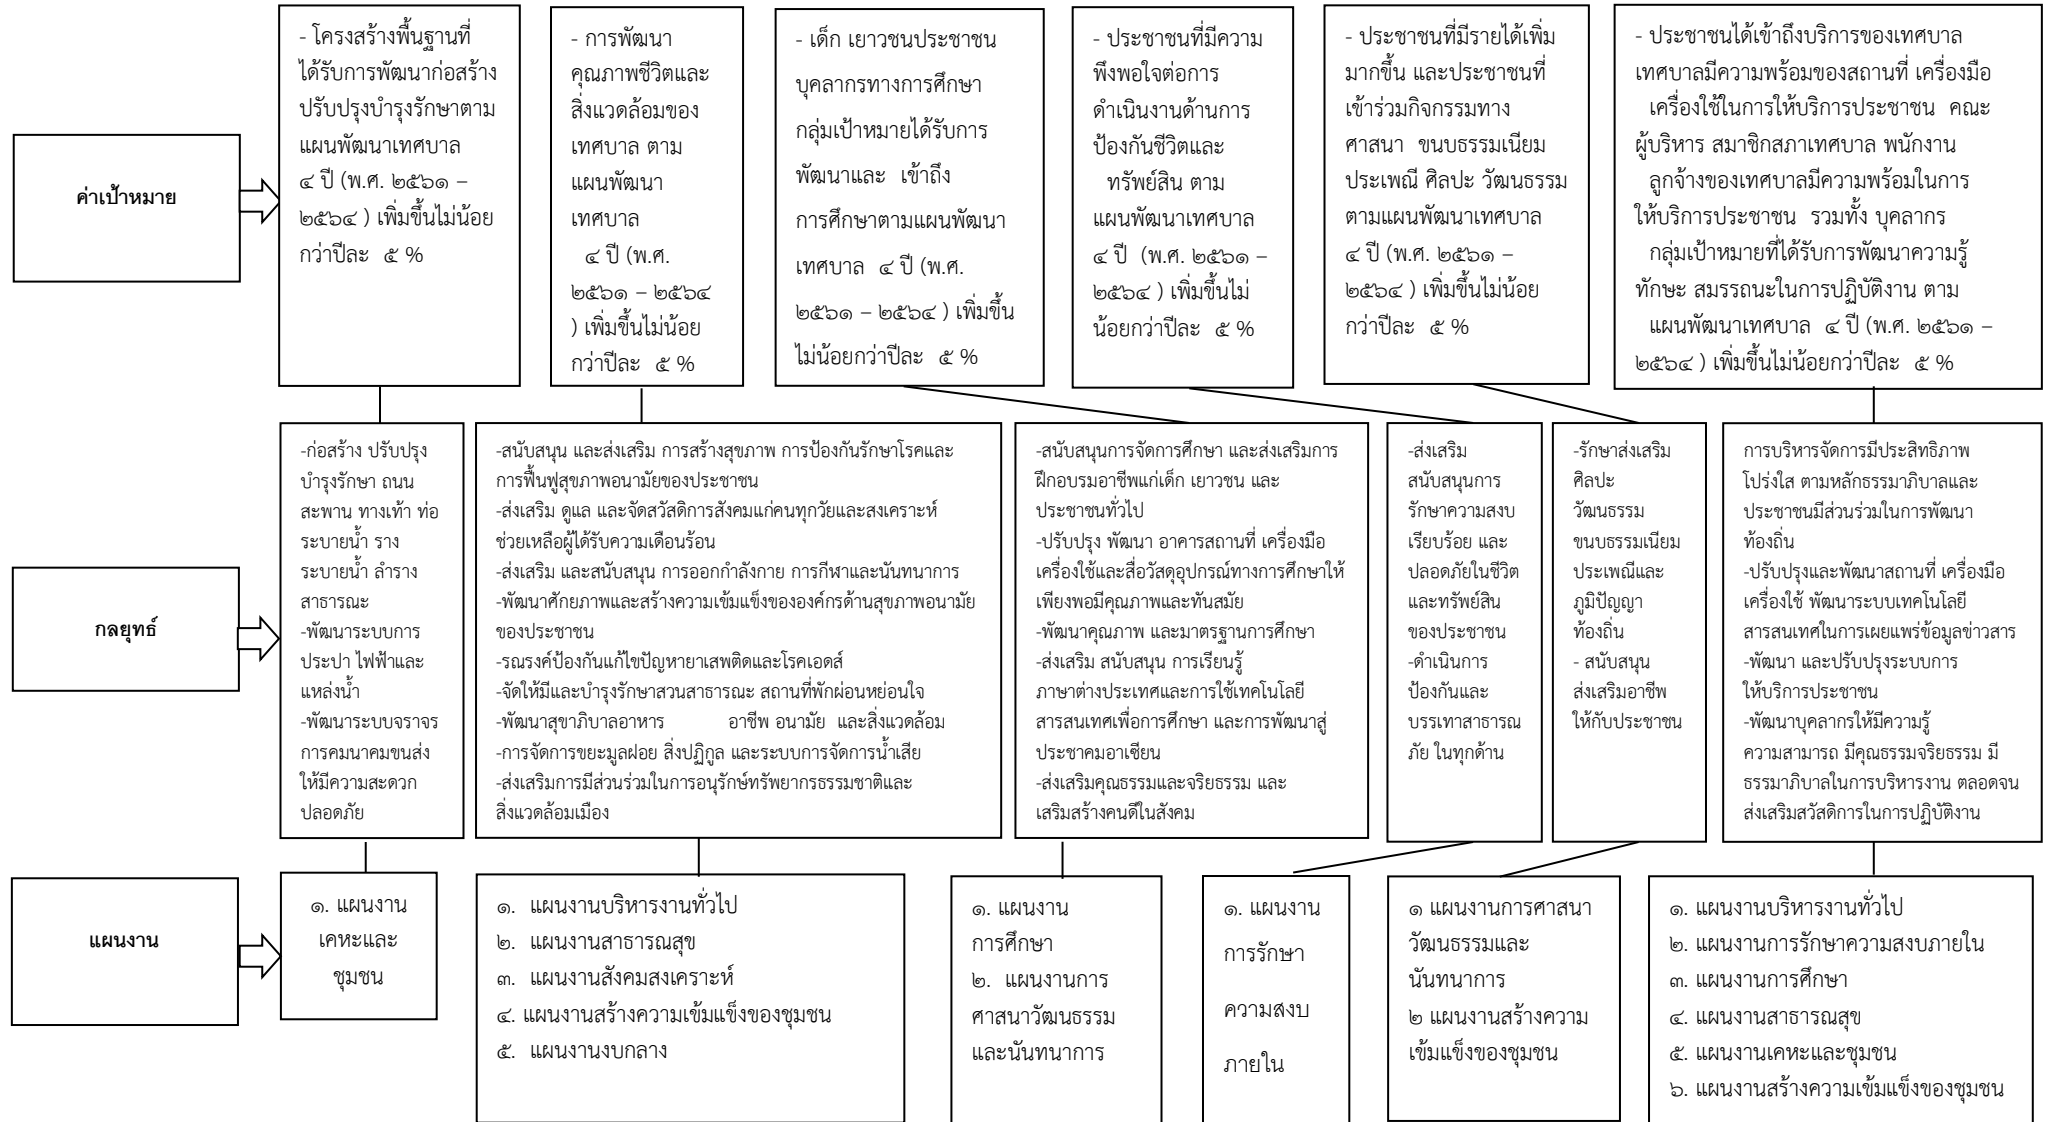 ค่าเป้าหมาย
- โครงสร้างพื้นฐานที่
ได้รับการพัฒนาก่อสร้าง
ปรับปรุงบำรุงรักษาตาม
แผนพัฒนาเทศบาล
๔ ปี (พ.ศ. ๒๕๖๑ –
๒๕๖๔ ) เพิ่มขึ้นไม่น้อย
กว่าปีละ ๕ %
- การพัฒนา
คุณภาพชีวิตและ
สิ่งแวดล้อมของ
เทศบาล ตาม
แผนพัฒนา
เทศบาล
๔ ปี (พ.ศ.
๒๕๖๑ – ๒๕๖๔
) เพิ่มขึ้นไม่น้อย
กว่าปีละ ๕ %
- เด็ก เยาวชนประชาชน
บุคลากรทางการศึกษา
กลุ่มเป้าหมายได้รับการ
พัฒนาและ เข้าถึง
การศึกษาตามแผนพัฒนา
เทศบาล ๔ ปี (พ.ศ.
๒๕๖๑ – ๒๕๖๔ ) เพิ่มขึ้น
ไม่น้อยกว่าปีละ ๕ %
- ประชาชนที่มีความ
พึงพอใจต่อการ
ดำเนินงานด้านการ
ป้องกันชีวิตและ
ทรัพย์สิน ตาม
แผนพัฒนาเทศบาล
๔ ปี (พ.ศ. ๒๕๖๑ –
๒๕๖๔ ) เพิ่มขึ้นไม่
น้อยกว่าปีละ ๕ %
- ประชาชนที่มีรายได้เพิ่ม
มากขึ้น และประชาชนที่
เข้าร่วมกิจกรรมทาง
ศาสนา ขนบธรรมเนียม
ประเพณี ศิลปะ วัฒนธรรม
ตามแผนพัฒนาเทศบาล
๔ ปี (พ.ศ. ๒๕๖๑ –
๒๕๖๔ ) เพิ่มขึ้นไม่น้อย
กว่าปีละ ๕ %
- ประชาชนได้เข้าถึงบริการของเทศบาล
เทศบาลมีความพร้อมของสถานที่ เครื่องมือ
เครื่องใช้ในการให้บริการประชาชน คณะ
ผู้บริหาร สมาชิกสภาเทศบาล พนักงาน
ลูกจ้างของเทศบาลมีความพร้อมในการ
ให้บริการประชาชน รวมทั้ง บุคลากร
กลุ่มเป้าหมายที่ได้รับการพัฒนาความรู้
ทักษะ สมรรถนะในการปฏิบัติงาน ตาม
แผนพัฒนาเทศบาล ๔ ปี (พ.ศ. ๒๕๖๑ –
๒๕๖๔ ) เพิ่มขึ้นไม่น้อยกว่าปีละ ๕ %
กลยุทธ์
-ก่อสร้าง ปรับปรุง
บำรุงรักษา ถนน
สะพาน ทางเท้า ท่อ
ระบายน้ำ ราง
ระบายน้ำ ลำราง
สาธารณะ
-พัฒนาระบบการ
ประปา ไฟฟ้าและ
แหล่งน้ำ
-พัฒนาระบบจราจร
การคมนาคมขนส่ง
ให้มีความสะดวก
ปลอดภัย
-สนับสนุน และส่งเสริม การสร้างสุขภาพ การป้องกันรักษาโรคและ
การฟื้นฟูสุขภาพอนามัยของประชาชน
-ส่งเสริม ดูแล และจัดสวัสดิการสังคมแก่คนทุกวัยและสงเคราะห์
ช่วยเหลือผู้ได้รับความเดือนร้อน
-ส่งเสริม และสนับสนุน การออกกำลังกาย การกีฬาและนันทนาการ
-พัฒนาศักยภาพและสร้างความเข้มแข็งขององค์กรด้านสุขภาพอนามัย
ของประชาชน
-รณรงค์ป้องกันแก้ไขปัญหายาเสพติดและโรคเอดส์
-จัดให้มีและบำรุงรักษาสวนสาธารณะ สถานที่พักผ่อนหย่อนใจ
-พัฒนาสุขาภิบาลอาหาร อาชีพ อนามัย และสิ่งแวดล้อม
-การจัดการขยะมูลฝอย สิ่งปฏิกูล และระบบการจัดการน้ำเสีย
-ส่งเสริมการมีส่วนร่วมในการอนุรักษ์ทรัพยากรธรรมชาติและ
สิ่งแวดล้อมเมือง
-สนับสนุนการจัดการศึกษา และส่งเสริมการ
ฝึกอบรมอาชีพแก่เด็ก เยาวชน และ
ประชาชนทั่วไป
-ปรับปรุง พัฒนา อาคารสถานที่ เครื่องมือ
เครื่องใช้และสื่อวัสดุอุปกรณ์ทางการศึกษาให้
เพียงพอมีคุณภาพและทันสมัย
-พัฒนาคุณภาพ และมาตรฐานการศึกษา
-ส่งเสริม สนับสนุน การเรียนรู้
ภาษาต่างประเทศและการใช้เทคโนโลยี
สารสนเทศเพื่อการศึกษา และการพัฒนาสู่
ประชาคมอาเซียน
-ส่งเสริมคุณธรรมและจริยธรรม และ
เสริมสร้างคนดีในสังคม
-ส่งเสริม
สนับสนุนการ
รักษาความสงบ
เรียบร้อย และ
ปลอดภัยในชีวิต
และทรัพย์สิน
ของประชาชน
-ดำเนินการ
ป้องกันและ
บรรเทาสาธารณ
ภัย ในทุกด้าน
-รักษาส่งเสริม
ศิลปะ
วัฒนธรรม
ขนบธรรมเนียม
ประเพณีและ
ภูมิปัญญา
ท้องถิ่น
- สนับสนุน
ส่งเสริมอาชีพ
ให้กับประชาชน
การบริหารจัดการมีประสิทธิภาพ
โปร่งใส ตามหลักธรรมาภิบาลและ
ประชาชนมีส่วนร่วมในการพัฒนา
ท้องถิ่น
-ปรับปรุงและพัฒนาสถานที่ เครื่องมือ
เครื่องใช้ พัฒนาระบบเทคโนโลยี
สารสนเทศในการเผยแพร่ข้อมูลข่าวสาร
-พัฒนา และปรับปรุงระบบการ
ให้บริการประชาชน
-พัฒนาบุคลากรให้มีความรู้
ความสามารถ มีคุณธรรมจริยธรรม มี
ธรรมาภิบาลในการบริหารงาน ตลอดจน
ส่งเสริมสวัสดิการในการปฏิบัติงาน
แผนงาน
๑. แผนงาน
เคหะและ
ชุมชน
๑. แผนงานบริหารงานทั่วไป
๒. แผนงานสาธารณสุข
๓. แผนงานสังคมสงเคราะห์
๔. แผนงานสร้างความเข้มแข็งของชุมชน
๕. แผนงานงบกลาง
๑. แผนงาน
การศึกษา
๒. แผนงานการ
ศาสนาวัฒนธรรม
และนันทนาการ
๑. แผนงาน
การรักษา
ความสงบ
ภายใน
๑ แผนงานการศาสนา
วัฒนธรรมและ
นันทนาการ
๒ แผนงานสร้างความ
เข้มแข็งของชุมชน
๑. แผนงานบริหารงานทั่วไป
๒. แผนงานการรักษาความสงบภายใน
๓. แผนงานการศึกษา
๔. แผนงานสาธารณสุข
๕. แผนงานเคหะและชุมชน
๖. แผนงานสร้างความเข้มแข็งของชุมชน